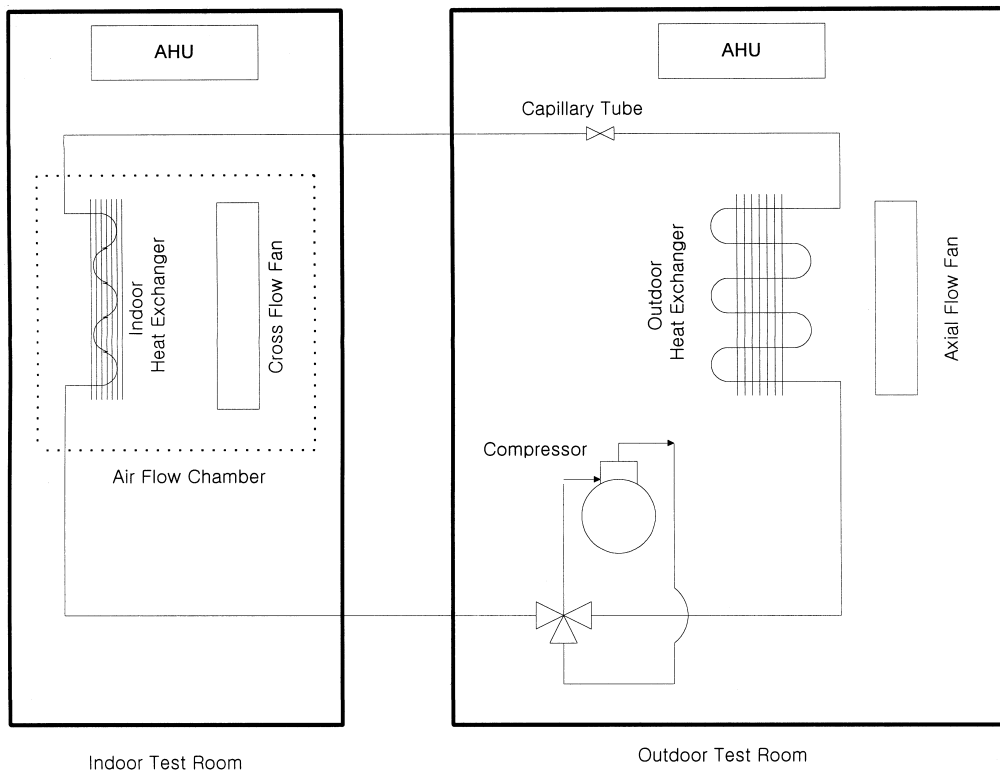 AHU
AHU
Capillary Tube
Indoor
Heat Exchanger
Cross Flow Fan
Outdoor
Heat Exchanger
Axial Flow Fan
Air Flow Chamber
Compressor
Indoor Test Room
Outdoor Test Room